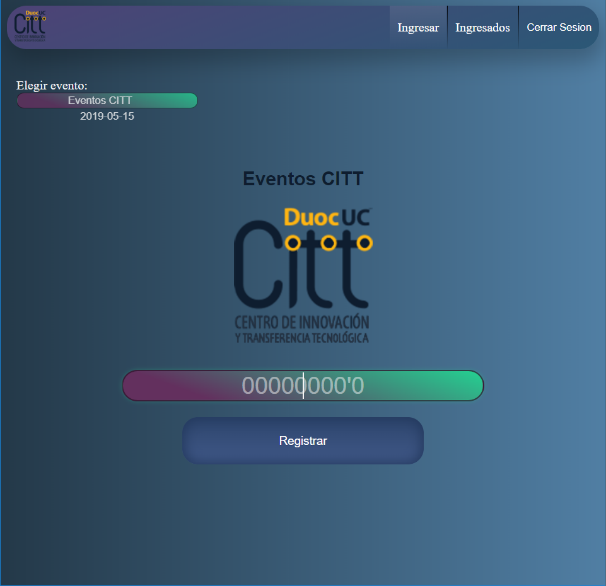 Citt
Ingresar
Ingresados
Cerrar Sesion
Elegir evento:
Eventos CITT
2019-05-15
Eventos CITT
Duoc UC
Citt
CENTRO DE INNOVACIÓN
Y TRANSFERENCIA TECNOLÓGICA
00000000'0
Registrar